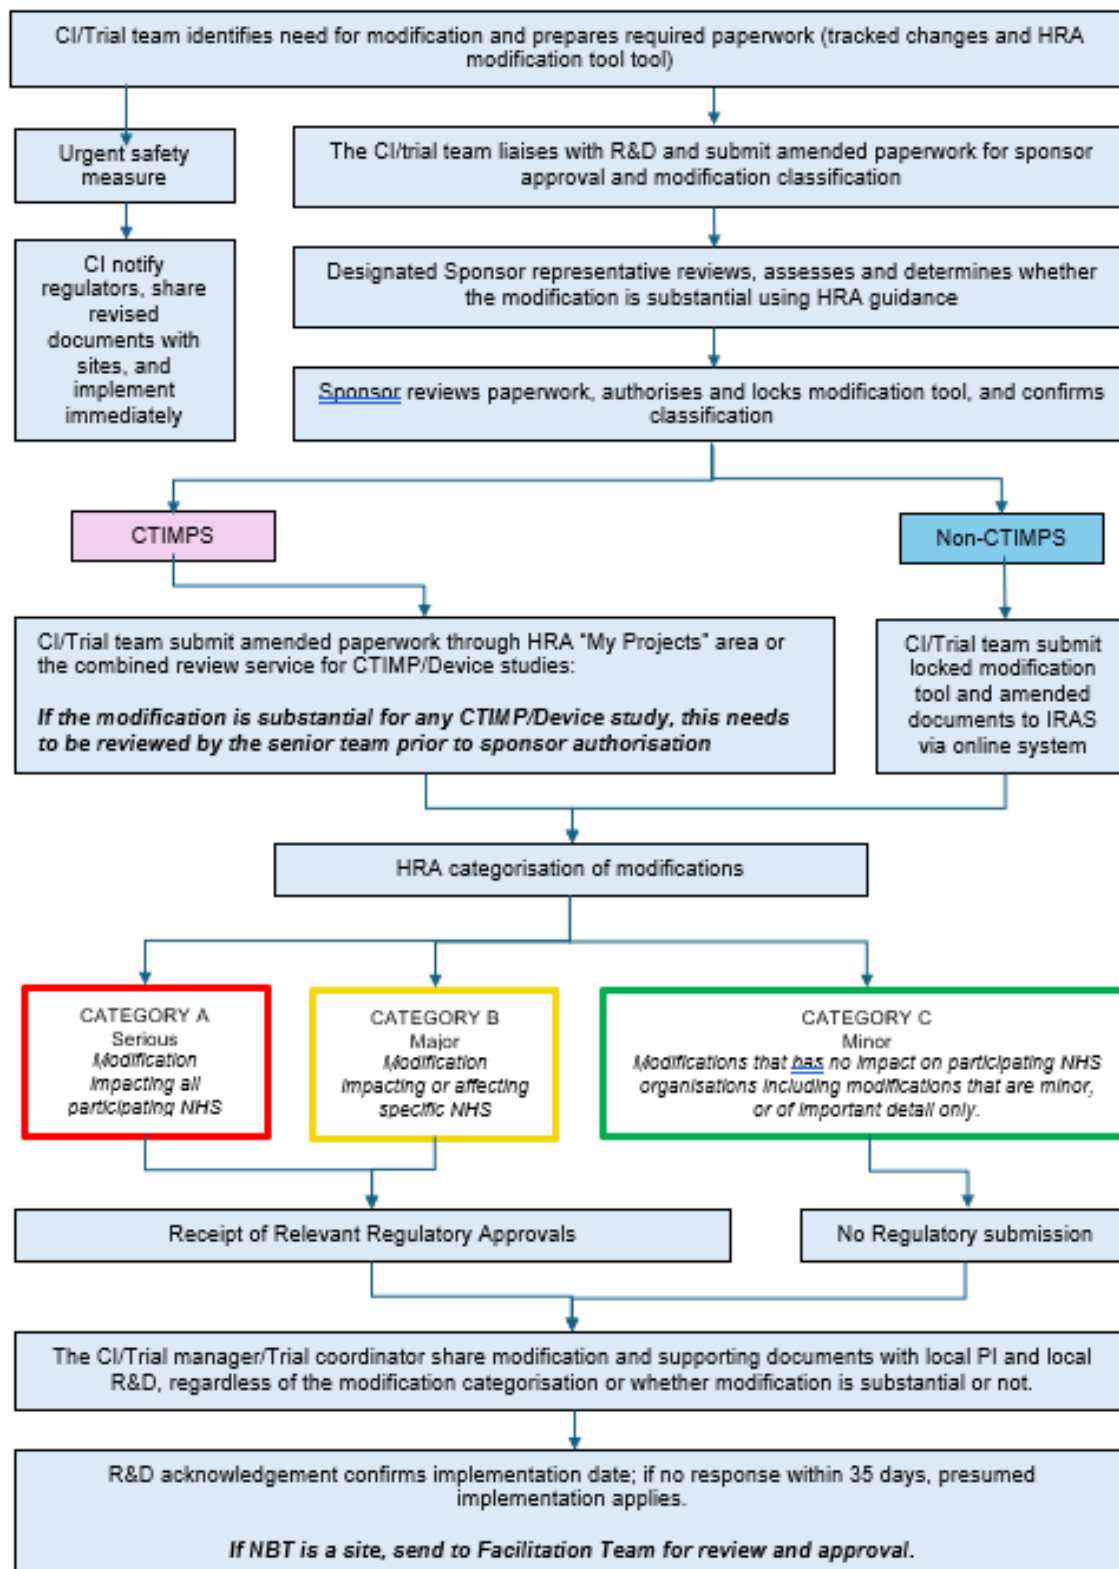 CI/Trial team identifies need for modification and prepares required paperwork (tracked changes and HRA
modification tool tool)
Urgent safety
measure
The CI/trial team liaises with R&D and submit amended paperwork for sponsor
approval and modification classification
CI notify
regulators, share
revised
documents with
sites, and
implement
immediately
Designated Sponsor representative reviews, assesses and determines whether
the modification is substantial using HRA guidance
Sponsor reviews paperwork, authorises and locks modification tool, and confirms
classification
CTIMPS
Non-CTIMPS
CI/Trial team submit amended paperwork through HRA "My Projects" area or
the combined review service for CTIMP/Device studies:
If the modification is substantial for any CTIMP/Device study, this needs
to be reviewed by the senior team prior to sponsor authorisation
CI/Trial team submit
locked modification
tool and amended
documents to IRAS
via online system
HRA categorisation of modifications
CATEGORY A
Serious
Modification
impacting all
participating NHS
CATEGORY B
Major
Modification
impacting or affecting
specific NHS
CATEGORY C
Minor
Modifications that has no impact on participating NHS
organisations including modifications that are minor,
or of important detail only.
Receipt of Relevant Regulatory Approvals
No Regulatory submission
The CI/Trial manager/Trial coordinator share modification and supporting documents with local PI and local
R&D, regardless of the modification categorisation or whether modification is substantial or not.
R&D acknowledgement confirms implementation date; if no response within 35 days, presumed
implementation applies.
If NBT is a site, send to Facilitation Team for review and approval.